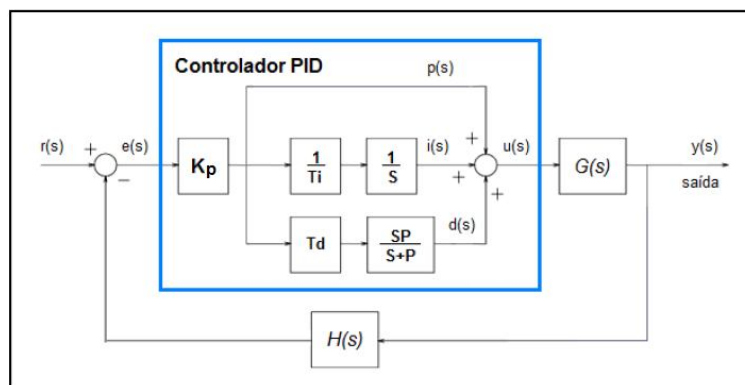 Controlador PID
p(s)
r(s)
+
e(s)
−
Kp
1
Ti
1
S
i(s)
+
+
+
u(s)
G(s)
y(s)
saída
Td
SP
S+P
d(s)
H(s)